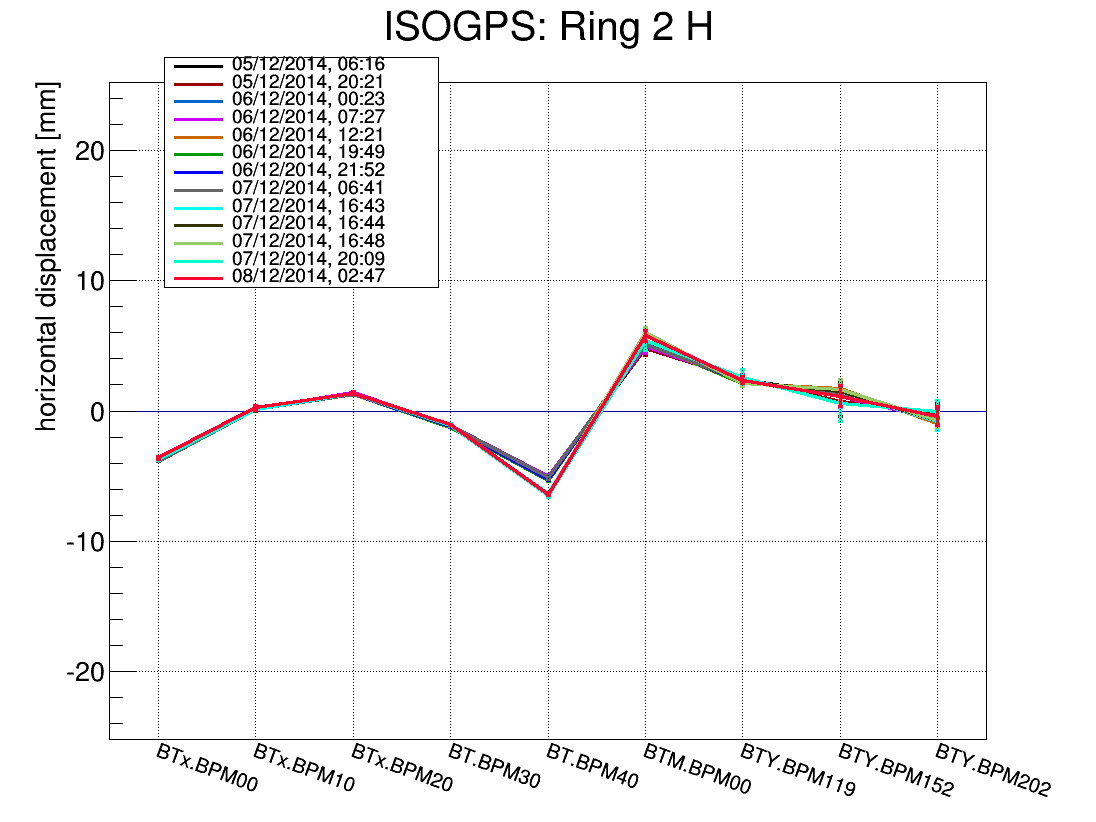 ISOGPS: Ring 2 H
05/12/2014, 06:16
05/12/2014, 20:21
06/12/2014, 00:23
06/12/2014, 07:27
06/12/2014, 12:21
06/12/2014, 19:49
06/12/2014, 21:52
07/12/2014, 06:41
07/12/2014, 16:43
07/12/2014, 16:44
07/12/2014, 16:48
07/12/2014, 20:09
08/12/2014, 02:47
horizontal displacement [mm]
20
10
0
-10
-20
BTx.BPM00
BTx.BPM10
BTx.BPM20
BT.BPM30
BT.BPM40
BTM.BPM00
BTY.BPM119
BTY.BPM152
BTY.BPM202